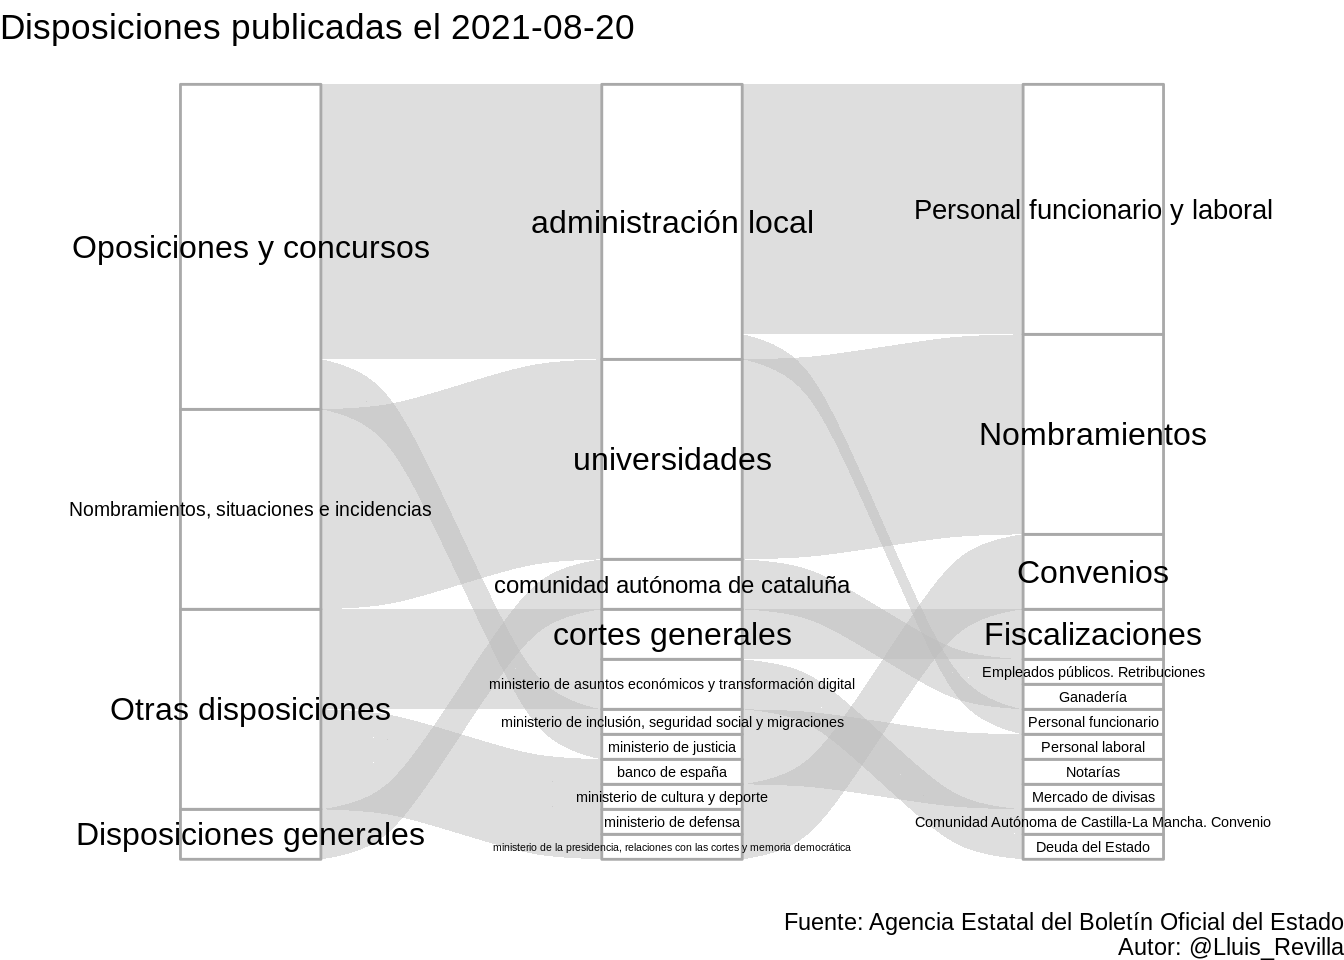 Disposiciones publicadas el 2021-08-20
Oposiciones y concursos
Nombramientos, situaciones e incidencias
Otras disposiciones
Disposiciones generales
administración local
universidades
comunidad autónoma de cataluña
cortes generales
ministerio de asuntos económicos y transformación digital
ministerio de inclusión, seguridad social y migraciones
ministerio de justicia
banco de españa
ministerio de cultura y deporte
ministerio de defensa
ministerio de la presidencia, relaciones con las cortes y memoria democrática
Personal funcionario y laboral
Nombramientos
Convenios
Fiscalizaciones
Empleados públicos. Retribuciones
Ganadería
Personal funcionario
Personal laboral
Notarías
Mercado de divisas
Comunidad Autónoma de Castilla-La Mancha. Convenio
Deuda del Estado
Fuente: Agencia Estatal del Boletín Oficial del Estado
Autor: @Lluis_Revilla